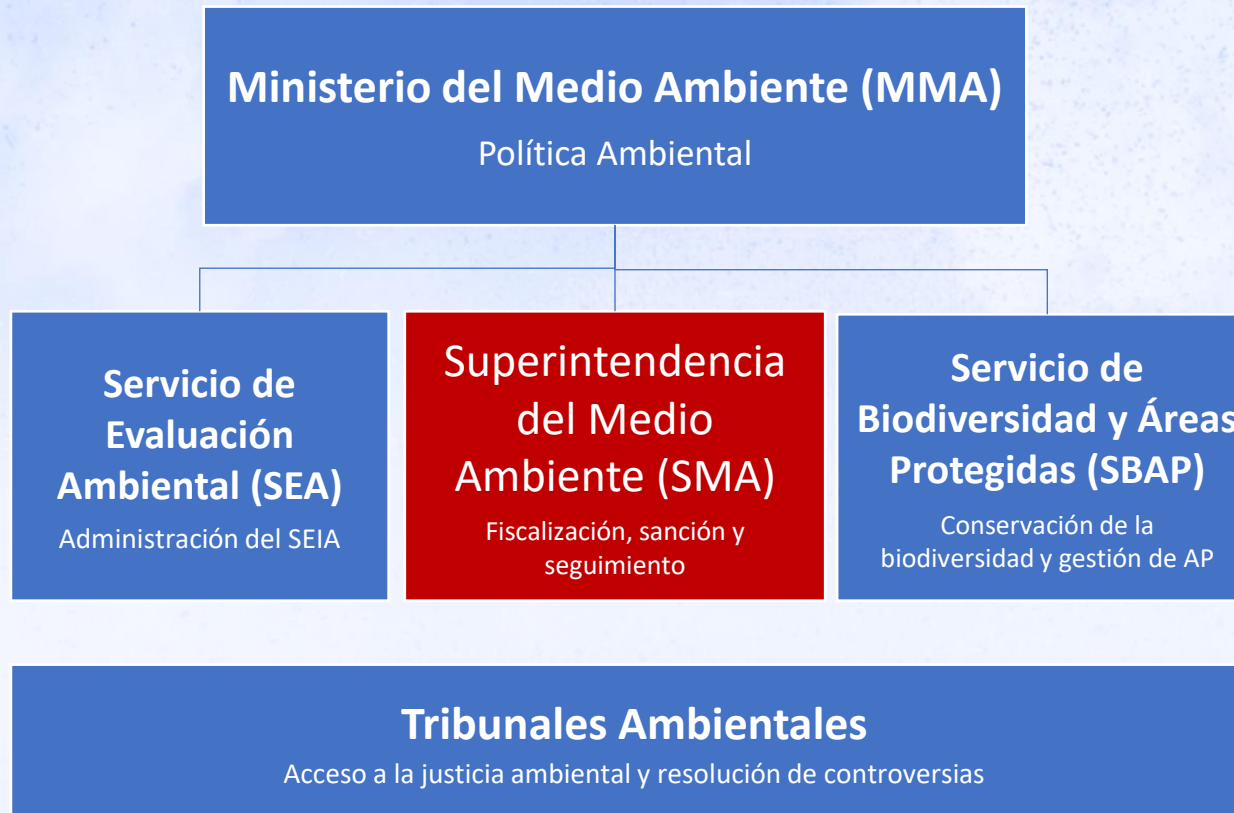 Ministerio del Medio Ambiente (MMA)
Política Ambiental
Servicio de
Evaluación
Ambiental (SEA)
Administración del SEIA
Superintendencia
del Medio
Ambiente (SMA)
Fiscalización, sanción y
seguimiento
Servicio de
Biodiversidad y Áreas
Protegidas (SBAP)
Conservación de la
biodiversidad y gestión de AP
Tribunales Ambientales
Acceso a la justicia ambiental y resolución de controversias